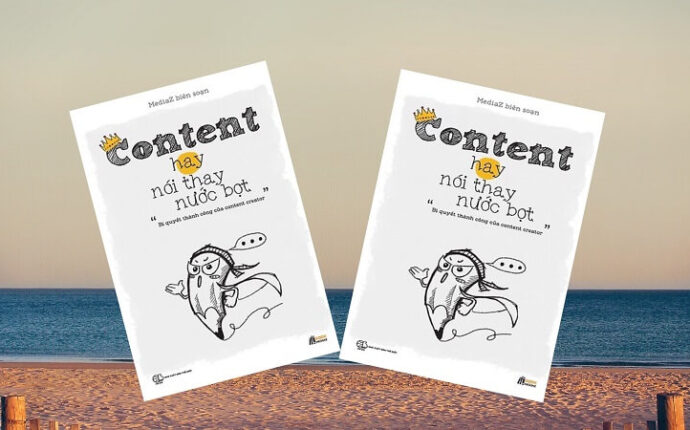 MediaZ biên soạn
Content
hay
nói thay
nước bọt
“ Bí quyết thành công của content creator ”
MediaZ biên soạn
Content
hay
nói thay
nước bọt
“ Bí quyết thành công của content creator ”